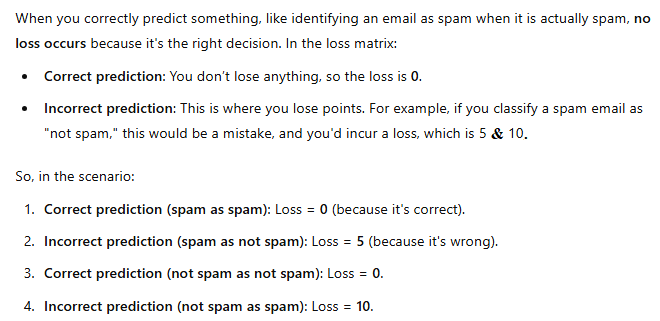 When you correctly predict something, like identifying an email as spam when it is actually spam, no
loss occurs because it's the right decision. In the loss matrix:
• Correct prediction: You don't lose anything, so the loss is 0.
• Incorrect prediction: This is where you lose points. For example, if you classify a spam email as
"not spam," this would be a mistake, and you'd incur a loss, which is 5 & 10.
So, in the scenario:
1. Correct prediction (spam as spam): Loss = 0 (because it's correct).
2. Incorrect prediction (spam as not spam): Loss = 5 (because it's wrong).
3. Correct prediction (not spam as not spam): Loss = 0.
4. Incorrect prediction (not spam as spam): Loss = 10.